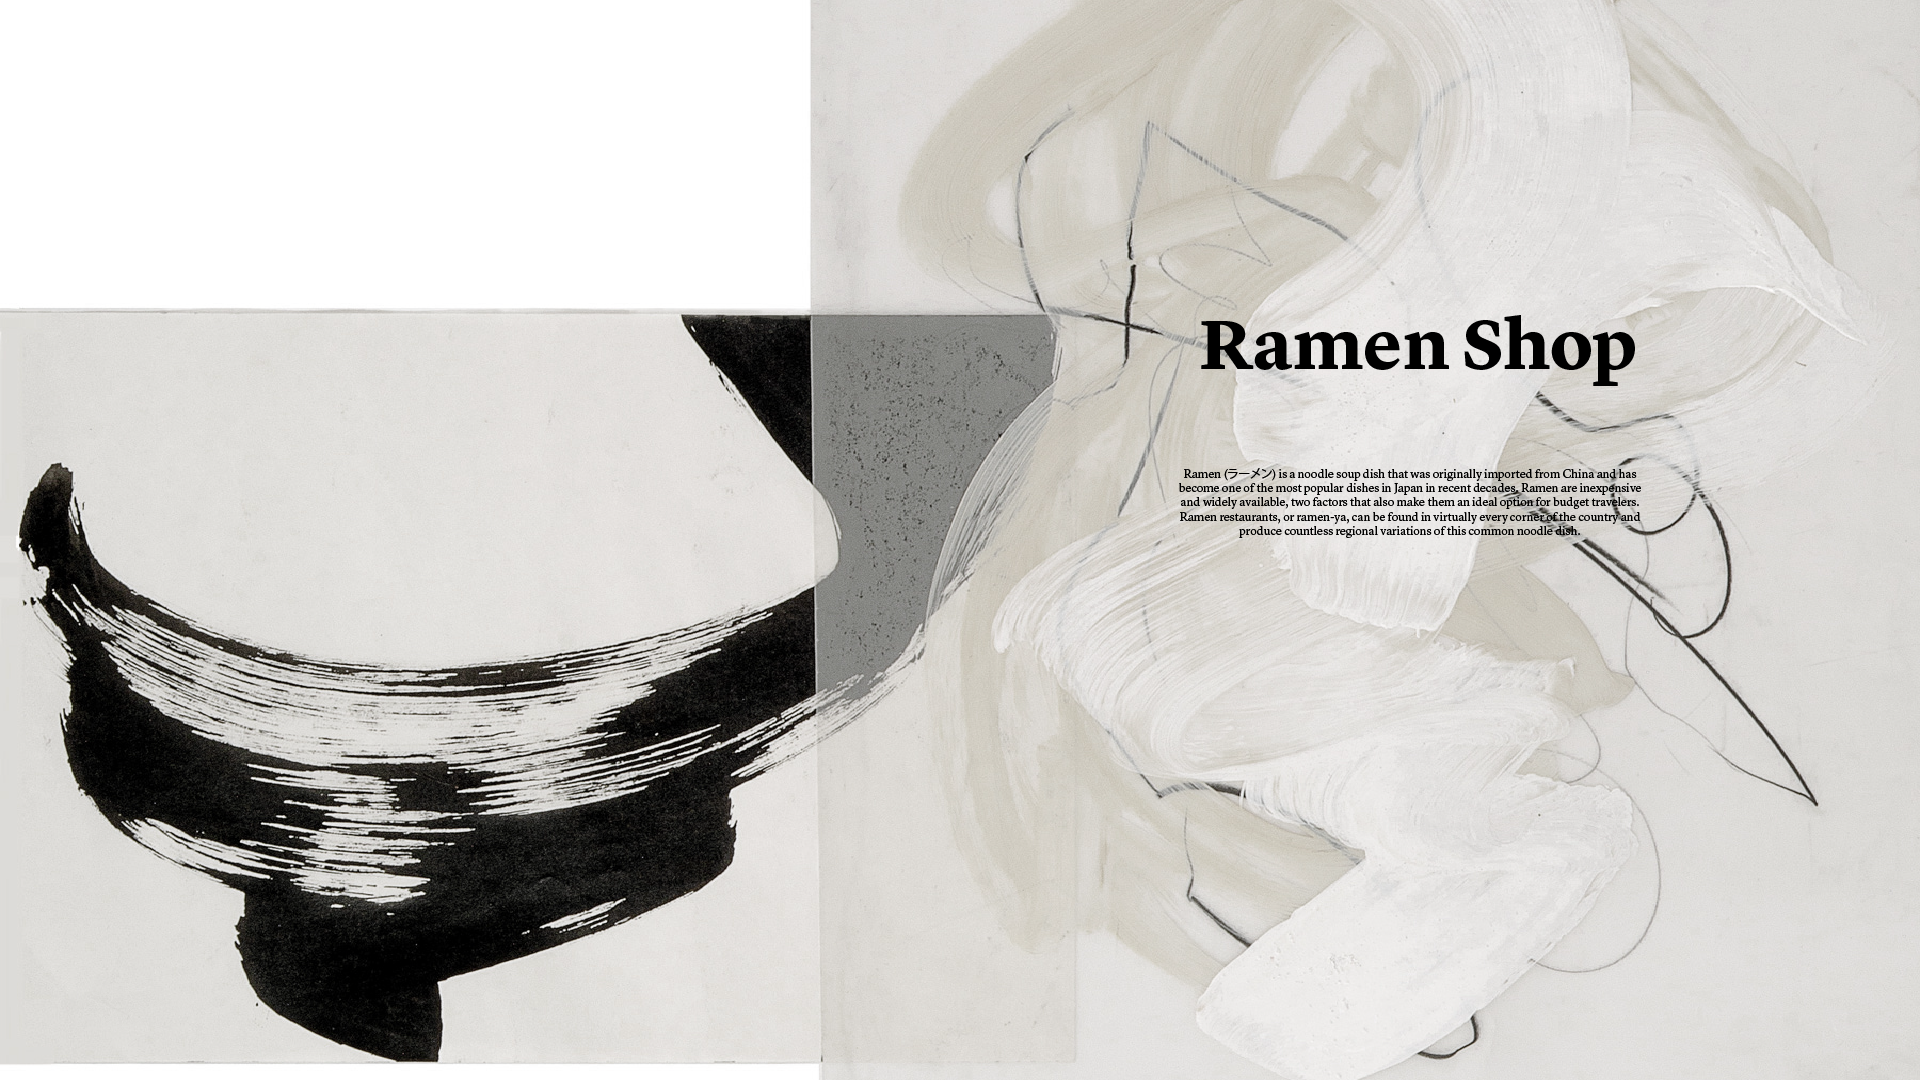 Ramen Shop
Ramen (ラーメン) is a noodle soup dish that was originally imported from China and has
become one of the most popular dishes in Japan in recent decades. Ramen are inexpensive
and widely available, two factors that also make them an ideal option for budget travelers.
Ramen restaurants, or ramen-ya, can be found in virtually every corner of the country and
produce countless regional variations of this common noodle dish.